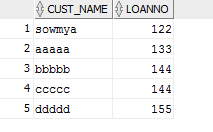 CUST_NAME LOANNO
1 sowmya 122
2 aaaaa 133
3 bbbbb 144
4 ccccc 144
5 ddddd 155